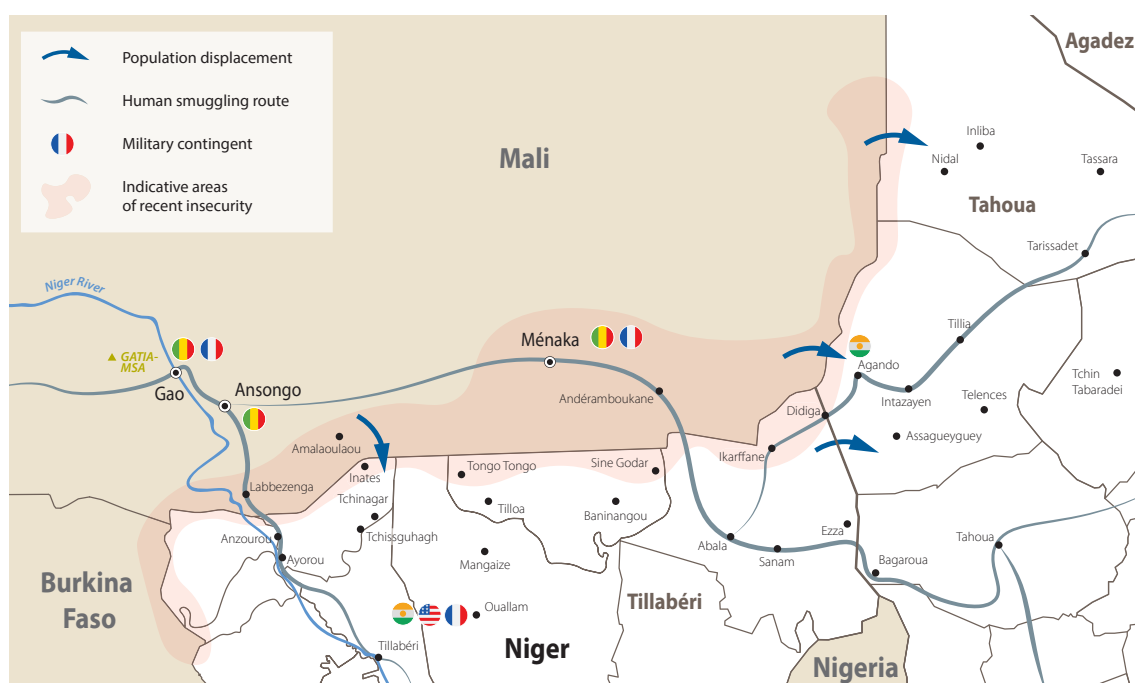 Population displacement
Human smuggling route
Military contingent
Indicative areas
of recent insecurity
Agadez
Mali
Inliba
Nidal
Tassara
Tahoua
Tarissadet
Niger River
GATIA-
MSA
Gao
Ansongo
Ménaka
Andéramboukane
Agando
Tillia
Intazayen
Tchin
Tabaradei
Telences
Didiga
Assagueyguey
Ikarffane
Amalaoulaou
Inates
Tongo Tongo
Sine Godar
Labbezenga
Tchinagar
Tilloa
Baninangou
Tchissguhagh
Anzourou
Ayorou
Mangaize
Abala
Sanam
Ezza
Bagaroua
Tahoua
Burkina
Faso
Ouallam
Tillabéri
Tillabéri
Niger
Nigeria